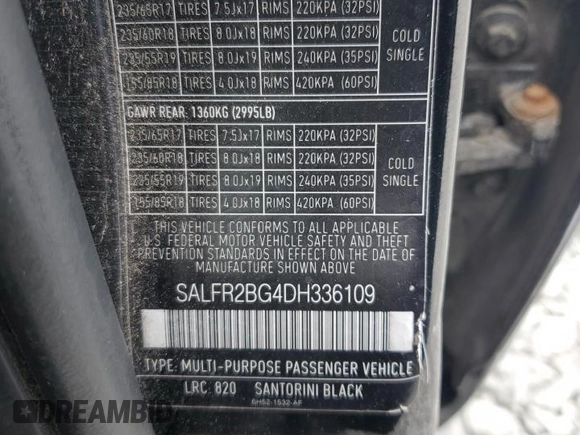 235/65R17 TIRES 7.5Jx17 RIMS 220KPA (32PSI)
235/60R18 TIRES 8.0Jx18 RIMS 220KPA (32PSI) COLD
235/55R19 TIRES 8.0Jx19 RIMS 240KPA (35PSI) SINGLE
155/85R18 TIRES 4.0Jx18 RIMS 420KPA (60PSI)
GAWR REAR: 1360KG (2995LB)
235/65R17 TIRES 7.5Jx17 RIMS 220KPA (32PSI)
235/60R18 TIRES 8.0Jx18 RIMS 220KPA (32PSI) COLD
235/55R19 TIRES 8.0Jx19 RIMS 240KPA (35PSI) SINGLE
155/85R18 TIRES 4.0Jx18 RIMS 420KPA (60PSI)
THIS VEHICLE CONFORMS TO ALL APPLICABLE
U.S. FEDERAL MOTOR VEHICLE SAFETY AND THEFT
PREVENTION STANDARDS IN EFFECT ON THE DATE OF
MANUFACTURE SHOWN ABOVE
SALFR2BG4DH336109
TYPE: MULTI-PURPOSE PASSENGER VEHICLE
LRC: 820 SANTORINI BLACK
6H52-1532-AF
DREAMBID